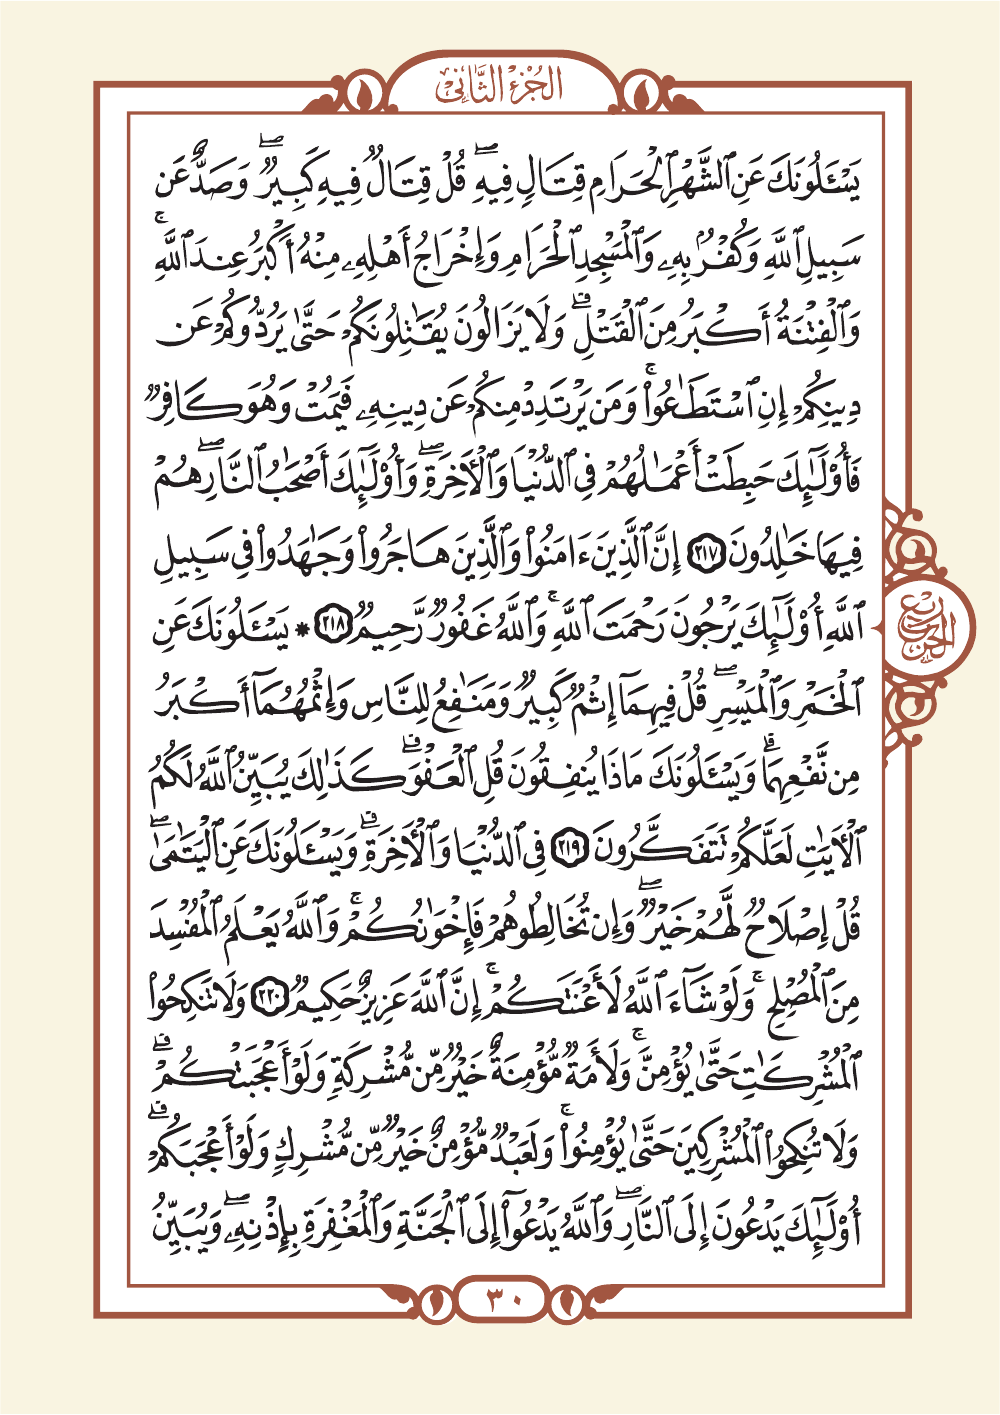 الجُزْءُ الثَّانِي
يَسْـَٔلُونَكَ عَنِ ٱلشَّهْرِ ٱلْحَرَامِ قِتَالٍ فِيهِ ۖ قُلْ قِتَالٌ فِيهِ كَبِيرٌ ۖ وَصَدٌّ عَن
سَبِيلِ ٱللَّهِ وَكُفْرٌۢ بِهِۦ وَٱلْمَسْجِدِ ٱلْحَرَامِ وَإِخْرَاجُ أَهْلِهِۦ مِنْهُ أَكْبَرُ عِندَ ٱللَّهِ ۚ
وَٱلْفِتْنَةُ أَكْبَرُ مِنَ ٱلْقَتْلِ ۗ وَلَا يَزَالُونَ يُقَـٰتِلُونَكُمْ حَتَّىٰ يَرُدُّوكُمْ عَن
دِينِكُمْ إِنِ ٱسْتَطَـٰعُوا۟ ۚ وَمَن يَرْتَدِدْ مِنكُمْ عَن دِينِهِۦ فَيَمُتْ وَهُوَ كَافِرٌ
فَأُو۟لَـٰٓئِكَ حَبِطَتْ أَعْمَـٰلُهُمْ فِى ٱلدُّنْيَا وَٱلْـَٔاخِرَةِ ۖ وَأُو۟لَـٰٓئِكَ أَصْحَـٰبُ ٱلنَّارِ ۖ هُمْ
فِيهَا خَـٰلِدُونَ ٢١٧ إِنَّ ٱلَّذِينَ ءَامَنُوا۟ وَٱلَّذِينَ هَاجَرُوا۟ وَجَـٰهَدُوا۟ فِى سَبِيلِ
ٱللَّهِ أُو۟لَـٰٓئِكَ يَرْجُونَ رَحْمَتَ ٱللَّهِ ۚ وَٱللَّهُ غَفُورٌ رَّحِيمٌ ٢١٨ * يَسْـَٔلُونَكَ عَنِ
ربع الحزب
ٱلْخَمْرِ وَٱلْمَيْسِرِ ۖ قُلْ فِيهِمَآ إِثْمٌ كَبِيرٌ وَمَنَـٰفِعُ لِلنَّاسِ وَإِثْمُهُمَآ أَكْبَرُ
مِن نَّفْعِهِمَا ۗ وَيَسْـَٔلُونَكَ مَاذَا يُنفِقُونَ قُلِ ٱلْعَفْوَ ۗ كَذَٰلِكَ يُبَيِّنُ ٱللَّهُ لَكُمُ
ٱلْـَٔايَـٰتِ لَعَلَّكُمْ تَتَفَكَّرُونَ ٢١٩ فِى ٱلدُّنْيَا وَٱلْـَٔاخِرَةِ ۗ وَيَسْـَٔلُونَكَ عَنِ ٱلْيَتَـٰمَىٰ ۖ
قُلْ إِصْلَاحٌ لَّهُمْ خَيْرٌ ۖ وَإِن تُخَالِطُوهُمْ فَإِخْوَٰنُكُمْ ۚ وَٱللَّهُ يَعْلَمُ ٱلْمُفْسِدَ
مِنَ ٱلْمُصْلِحِ ۚ وَلَوْ شَآءَ ٱللَّهُ لَأَعْنَتَكُمْ ۚ إِنَّ ٱللَّهَ عَزِيزٌ حَكِيمٌ ٢٢٠ وَلَا تَنكِحُوا۟
ٱلْمُشْرِكَـٰتِ حَتَّىٰ يُؤْمِنَّ ۚ وَلَأَمَةٌ مُّؤْمِنَةٌ خَيْرٌ مِّن مُّشْرِكَةٍ وَلَوْ أَعْجَبَتْكُمْ ۗ
وَلَا تُنكِحُوا۟ ٱلْمُشْرِكِينَ حَتَّىٰ يُؤْمِنُوا۟ ۚ وَلَعَبْدٌ مُّؤْمِنٌ خَيْرٌ مِّن مُّشْرِكٍ وَلَوْ أَعْجَبَكُمْ ۗ
أُو۟لَـٰٓئِكَ يَدْعُونَ إِلَى ٱلنَّارِ ۖ وَٱللَّهُ يَدْعُوٓا۟ إِلَى ٱلْجَنَّةِ وَٱلْمَغْفِرَةِ بِإِذْنِهِۦ ۖ وَيُبَيِّنُ
٣٠